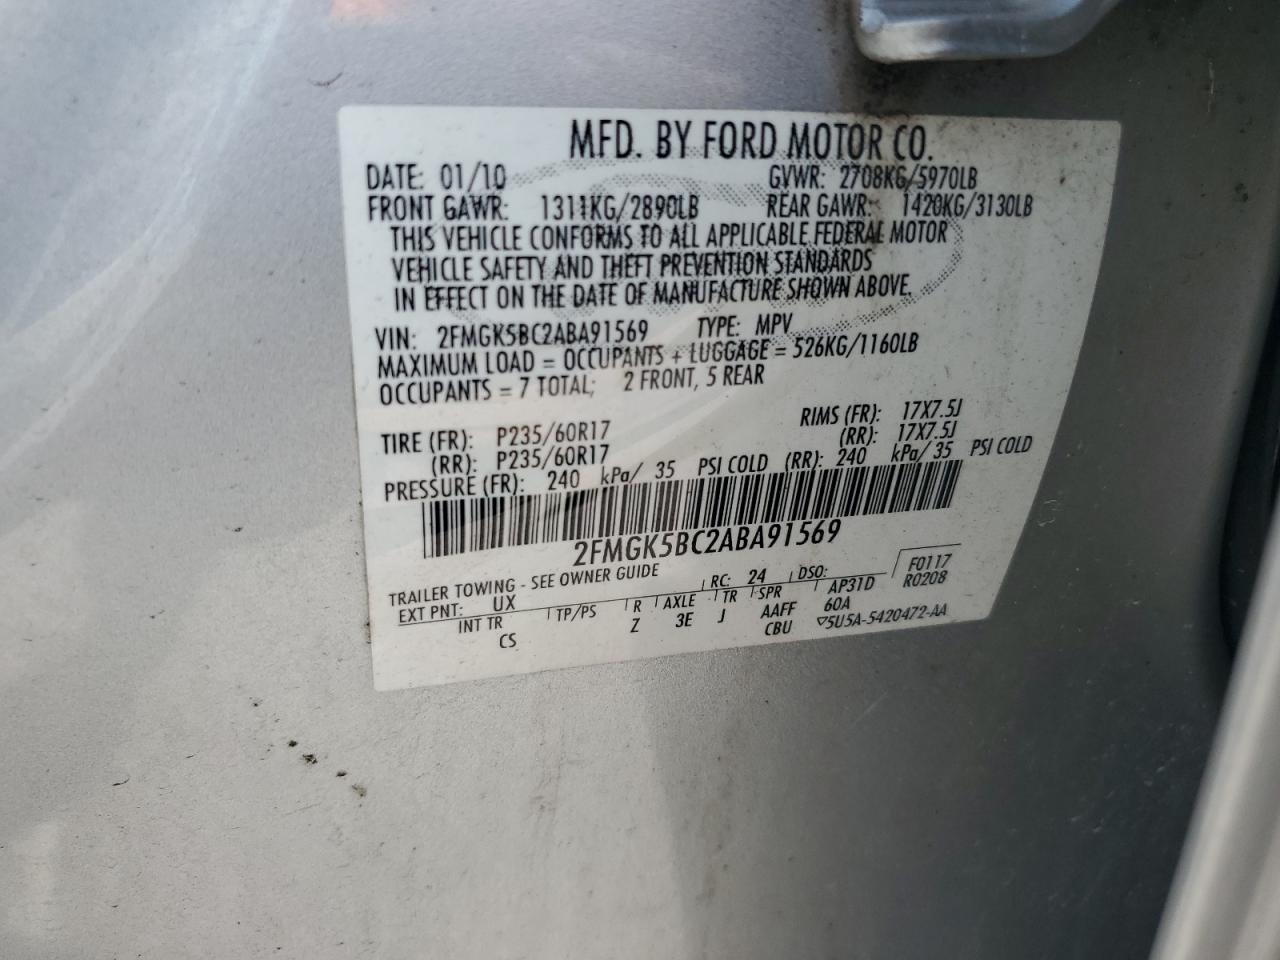 MFD. BY FORD MOTOR CO.
DATE: 01/10 GVWR: 2708KG/5970LB
FRONT GAWR: 1311KG/2890LB REAR GAWR: 1420KG/3130LB
THIS VEHICLE CONFORMS TO ALL APPLICABLE FEDERAL MOTOR
VEHICLE SAFETY AND THEFT PREVENTION STANDARDS
IN EFFECT ON THE DATE OF MANUFACTURE SHOWN ABOVE.
VIN: 2FMGK5BC2ABA91569 TYPE: MPV
MAXIMUM LOAD = OCCUPANTS + LUGGAGE = 526KG/1160LB
OCCUPANTS = 7 TOTAL; 2 FRONT, 5 REAR
TIRE (FR): P235/60R17 RIMS (FR): 17X7.5J
(RR): P235/60R17 (RR): 17X7.5J
PRESSURE (FR): 240 kPa/ 35 PSI COLD (RR): 240 kPa/ 35 PSI COLD
2FMGK5BC2ABA91569
TRAILER TOWING - SEE OWNER GUIDE RC: 24 DSO: F0117
EXT PNT: UX AP31D R0208
INT TR TP/PS R AXLE TR SPR 60A
CS Z 3E J AAFF
CBU ▽5U5A-5420472-AA